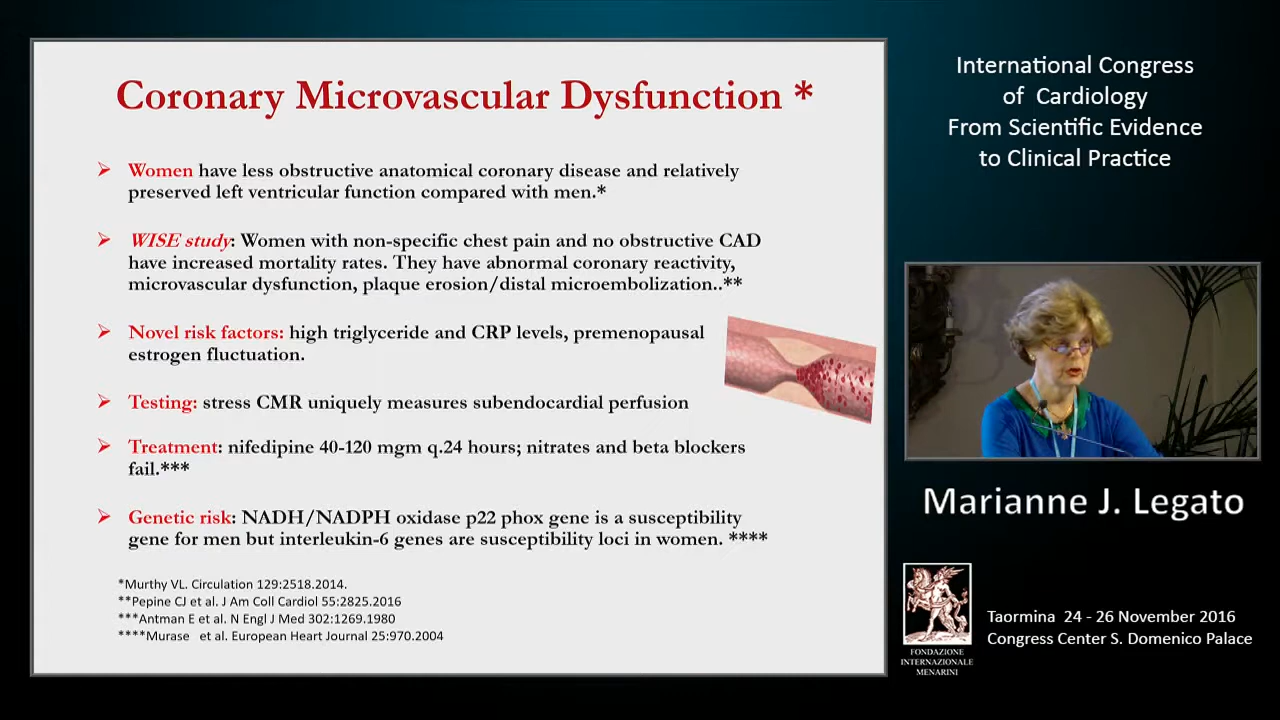 Coronary Microvascular Dysfunction *
➢ Women have less obstructive anatomical coronary disease and relatively
preserved left ventricular function compared with men.*
➢ WISE study: Women with non-specific chest pain and no obstructive CAD
have increased mortality rates. They have abnormal coronary reactivity,
microvascular dysfunction, plaque erosion/distal microembolization..**
➢ Novel risk factors: high triglyceride and CRP levels, premenopausal
estrogen fluctuation.
➢ Testing: stress CMR uniquely measures subendocardial perfusion
➢ Treatment: nifedipine 40-120 mgm q.24 hours; nitrates and beta blockers
fail.***
➢ Genetic risk: NADH/NADPH oxidase p22 phox gene is a susceptibility
gene for men but interleukin-6 genes are susceptibility loci in women. ****
*Murthy VL. Circulation 129:2518.2014.
**Pepine CJ et al. J Am Coll Cardiol 55:2825.2016
***Antman E et al. N Engl J Med 302:1269.1980
****Murase et al. European Heart Journal 25:970.2004
International Congress
of Cardiology
From Scientific Evidence
to Clinical Practice
Marianne J. Legato
FONDAZIONE
INTERNAZIONALE
MENARINI
Taormina 24 - 26 November 2016
Congress Center S. Domenico Palace